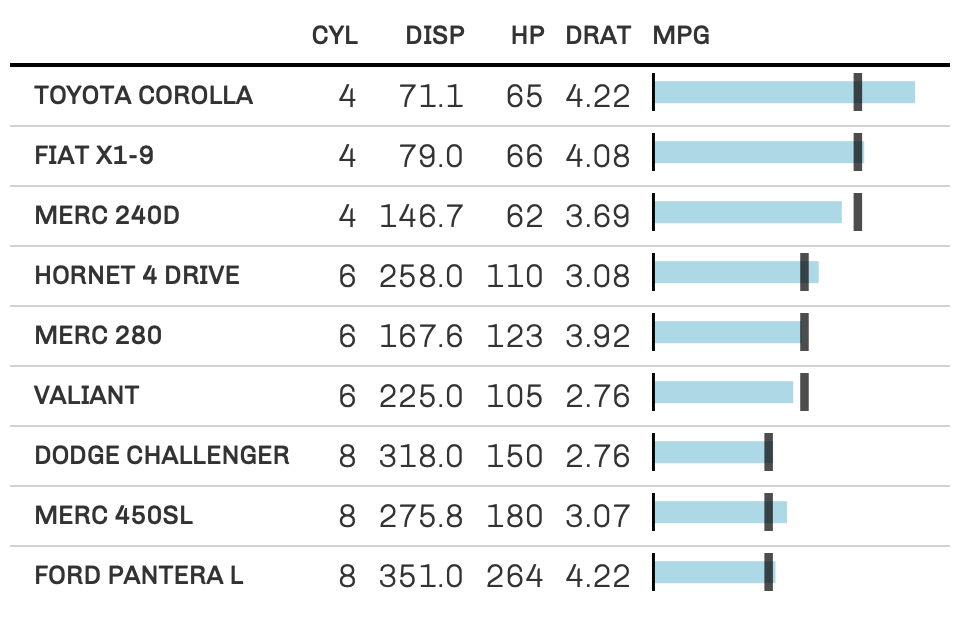 CYL DISP HP DRAT MPG
TOYOTA COROLLA 4 71.1 65 4.22
FIAT X1-9 4 79.0 66 4.08
MERC 240D 4 146.7 62 3.69
HORNET 4 DRIVE 6 258.0 110 3.08
MERC 280 6 167.6 123 3.92
VALIANT 6 225.0 105 2.76
DODGE CHALLENGER 8 318.0 150 2.76
MERC 450SL 8 275.8 180 3.07
FORD PANTERA L 8 351.0 264 4.22